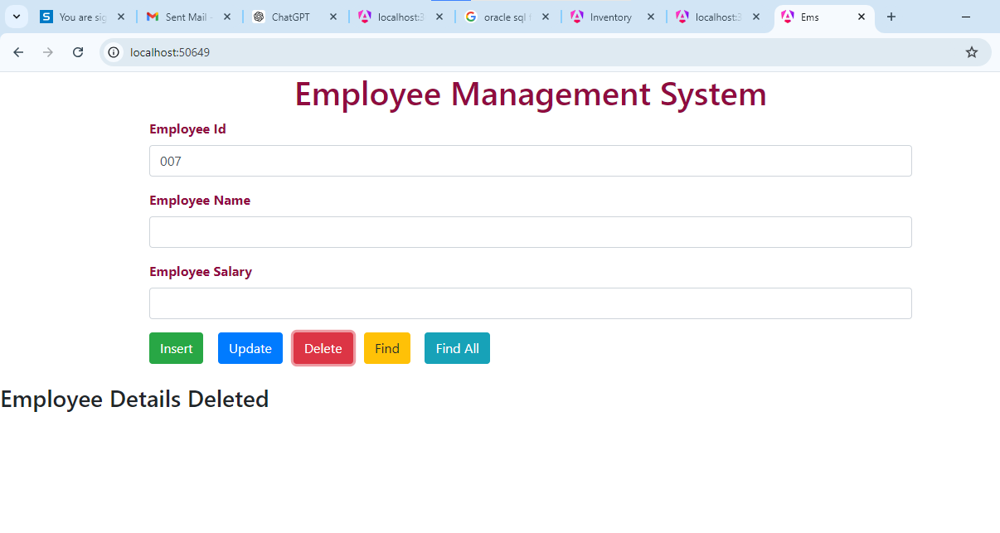 You are sig
Sent Mail -
ChatGPT
localhost:3
oracle sql f
Inventory
localhost:3
Ems
localhost:50649
Employee Management System
Employee Id
007
Employee Name
Employee Salary
Insert Update Delete Find Find All
Employee Details Deleted